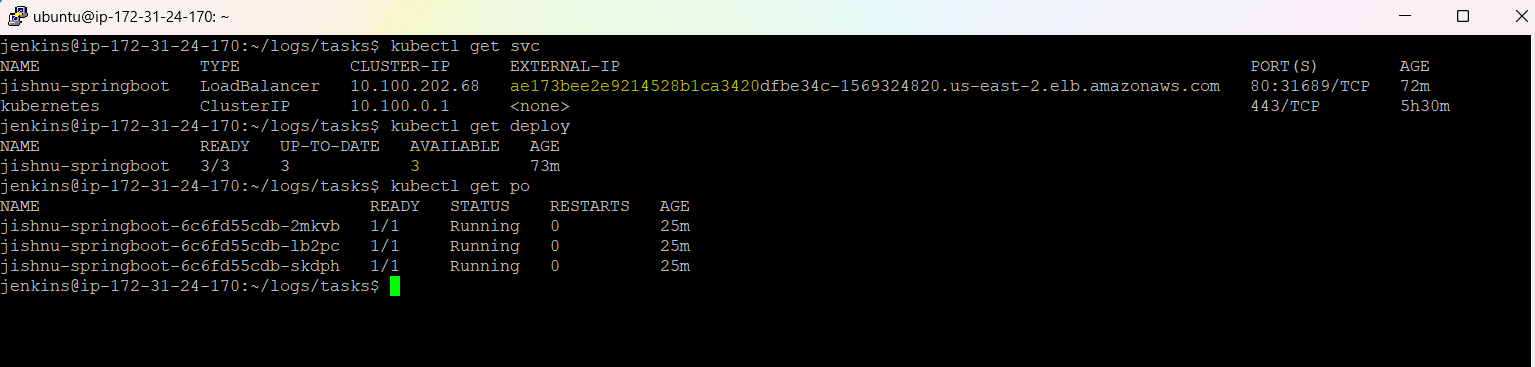 ubuntu@ip-172-31-24-170: ~
jenkins@ip-172-31-24-170:~/logs/tasks$ kubectl get svc
NAME TYPE CLUSTER-IP EXTERNAL-IP PORT(S) AGE
jishnu-springboot LoadBalancer 10.100.202.68 ae173bee2e9214528b1ca3420dfbe34c-1569324820.us-east-2.elb.amazonaws.com 80:31689/TCP 72m
kubernetes ClusterIP 10.100.0.1 <none> 443/TCP 5h30m
jenkins@ip-172-31-24-170:~/logs/tasks$ kubectl get deploy
NAME READY UP-TO-DATE AVAILABLE AGE
jishnu-springboot 3/3 3 3 73m
jenkins@ip-172-31-24-170:~/logs/tasks$ kubectl get po
NAME READY STATUS RESTARTS AGE
jishnu-springboot-6c6fd55cdb-2mkvb 1/1 Running 0 25m
jishnu-springboot-6c6fd55cdb-lb2pc 1/1 Running 0 25m
jishnu-springboot-6c6fd55cdb-skdph 1/1 Running 0 25m
jenkins@ip-172-31-24-170:~/logs/tasks$